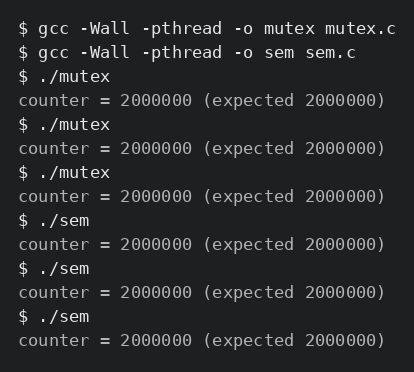 $ gcc -Wall -pthread -o mutex mutex.c
$ gcc -Wall -pthread -o sem sem.c
$ ./mutex
counter = 2000000 (expected 2000000)
$ ./mutex
counter = 2000000 (expected 2000000)
$ ./mutex
counter = 2000000 (expected 2000000)
$ ./sem
counter = 2000000 (expected 2000000)
$ ./sem
counter = 2000000 (expected 2000000)
$ ./sem
counter = 2000000 (expected 2000000)